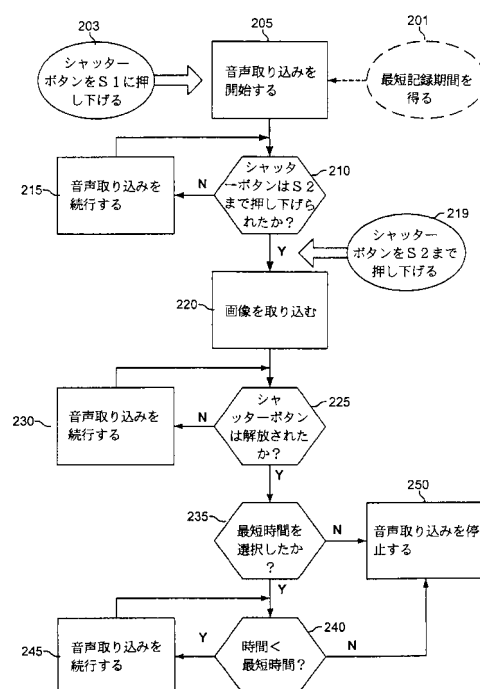 203
シャッター
ボタンをS1に押
し下げる
205
音声取り込みを
開始する
201
最短記録期間を
得る
215
音声取り込みを
続行する
N
シャッタ
ーボタンはS2
まで押し下げら
れたか？
210
Y
219
シャッター
ボタンをS2まで
押し下げる
220
画像を取り込む
230
音声取り込みを
続行する
N
シャ
ッターボタン
は解放された
か？
225
Y
235
最短時間を
選択したか
？
N
250
音声取り込みを停
止する
Y
245
音声取り込みを
続行する
Y
時間＜
最短時間？
240
N